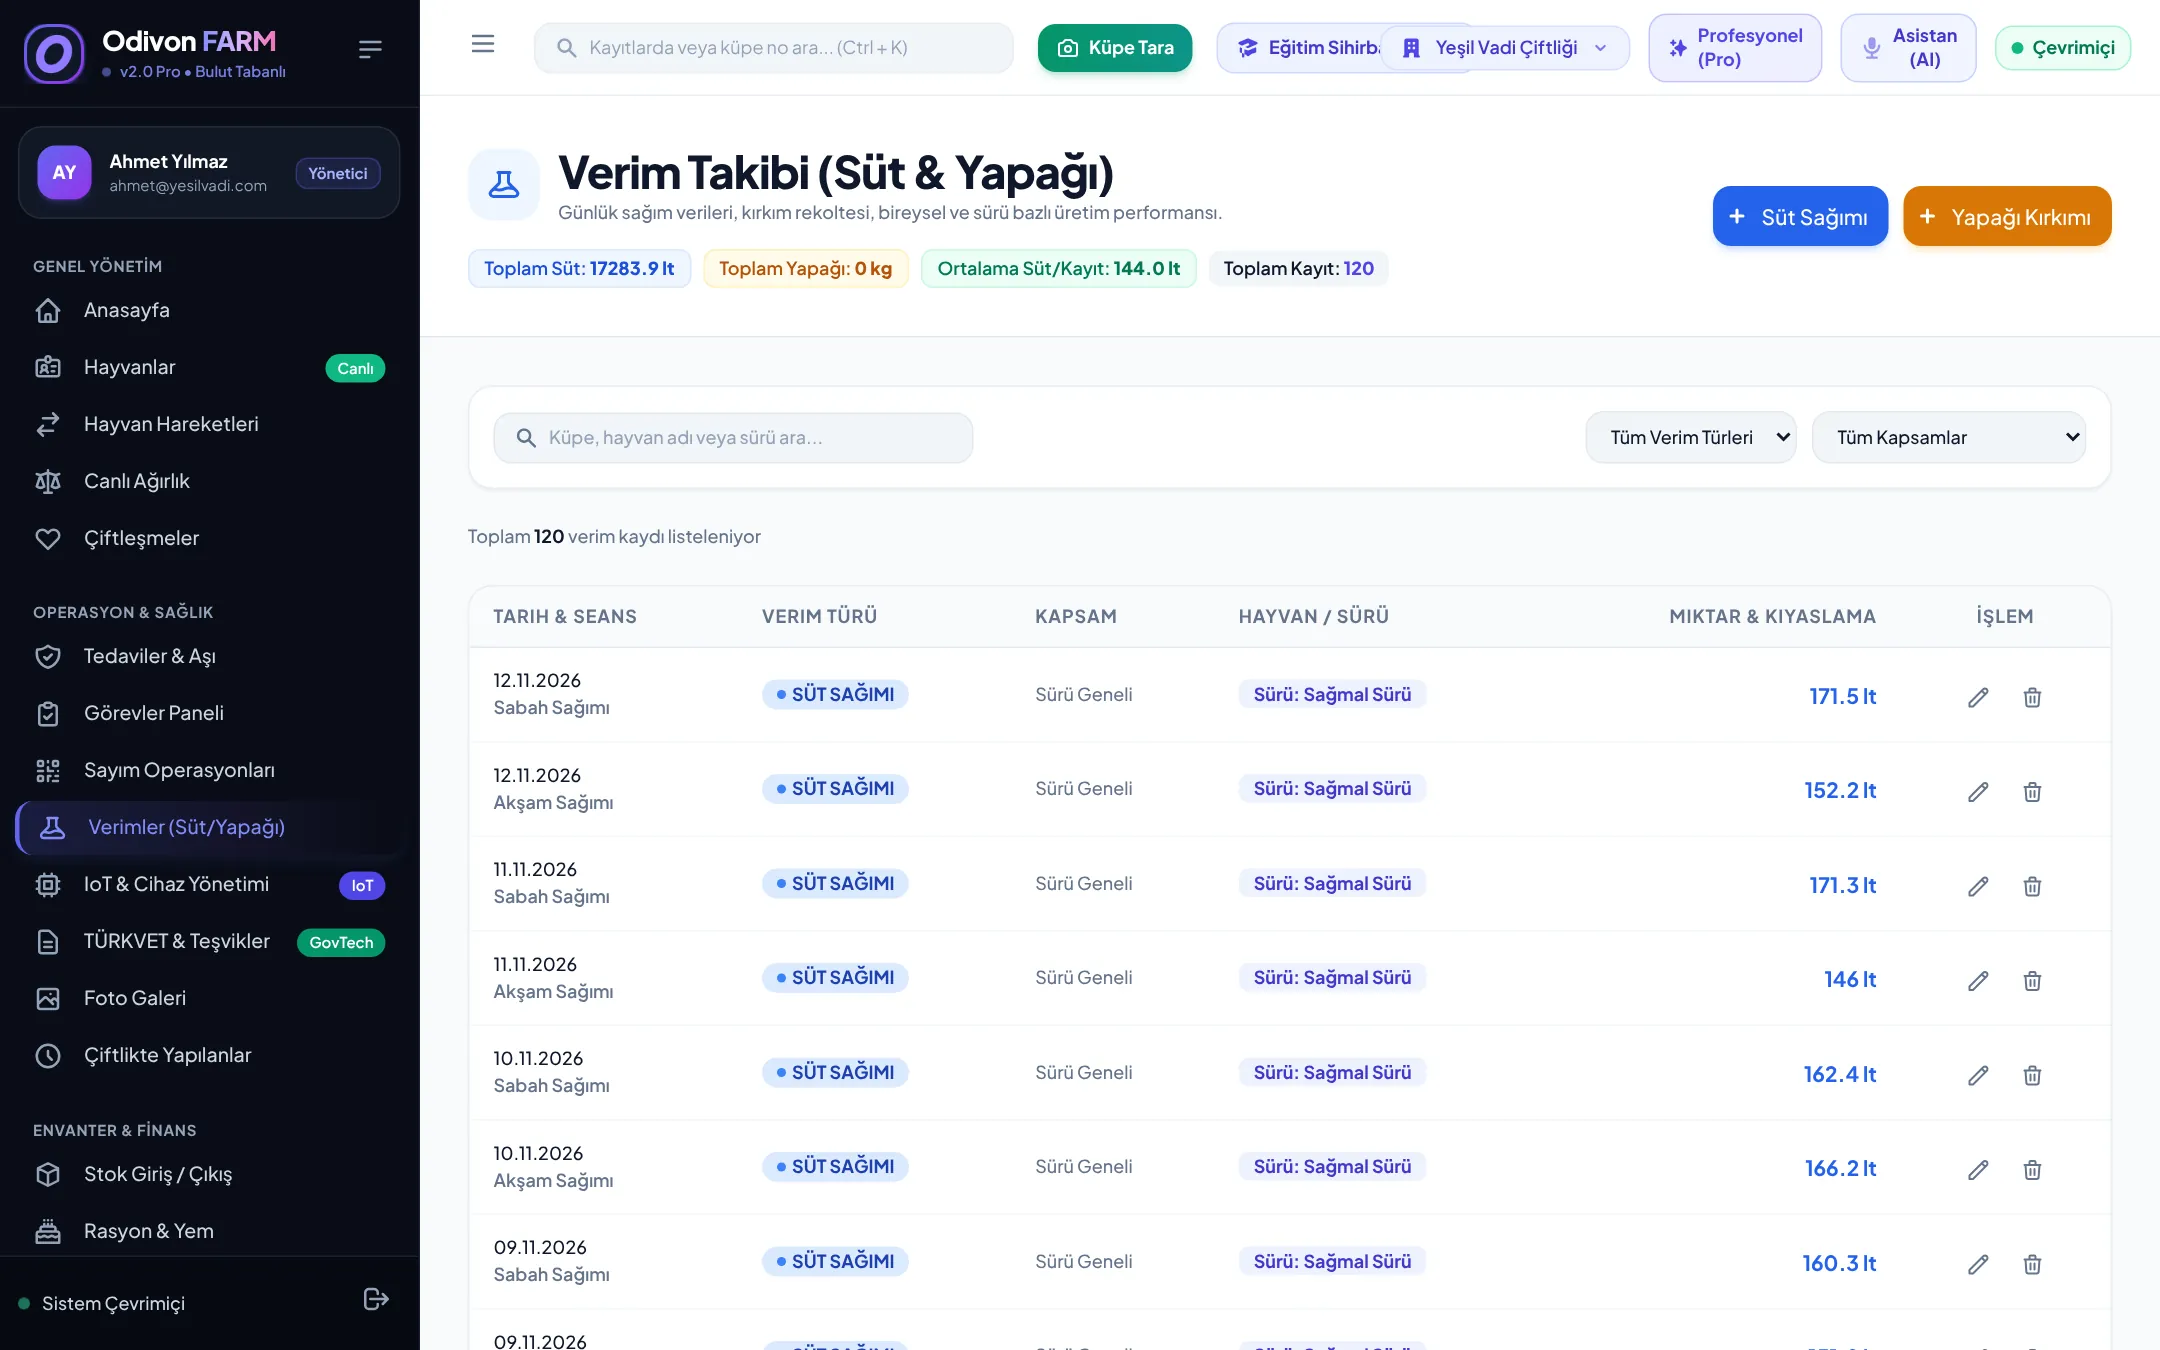 Odivon FARM
v2.0 Pro • Bulut Tabanlı
AY
Ahmet Yılmaz
ahmet@yesilvadi.com
Yönetici
GENEL YÖNETİM
Anasayfa
Hayvanlar
Canlı
Hayvan Hareketleri
Canlı Ağırlık
Çiftleşmeler
OPERASYON & SAĞLIK
Tedaviler & Aşı
Görevler Paneli
Sayım Operasyonları
Verimler (Süt/Yapağı)
IoT & Cihaz Yönetimi
IoT
TÜRKVET & Teşvikler
GovTech
Foto Galeri
Çiftlikte Yapılanlar
ENVANTER & FİNANS
Stok Giriş / Çıkış
Rasyon & Yem
Sistem Çevrimiçi
Kayıtlarda veya küpe no ara... (Ctrl + K)
Küpe Tara
Eğitim Sihirb
Yeşil Vadi Çiftliği
Profesyonel
(Pro)
Asistan
(AI)
Çevrimiçi
Verim Takibi (Süt & Yapağı)
Günlük sağım verileri, kırkım rekoltesi, bireysel ve sürü bazlı üretim performansı.
Toplam Süt: 17283.9 lt
Toplam Yapağı: 0 kg
Ortalama Süt/Kayıt: 144.0 lt
Toplam Kayıt: 120
+ Süt Sağımı
+ Yapağı Kırkımı
Küpe, hayvan adı veya sürü ara...
Tüm Verim Türleri
Tüm Kapsamlar
Toplam 120 verim kaydı listeleniyor
TARIH & SEANS VERIM TÜRÜ KAPSAM HAYVAN / SÜRÜ MIKTAR & KIYASLAMA İŞLEM
12.11.2026
Sabah Sağımı
SÜT SAĞIMI
Sürü Geneli
Sürü: Sağmal Sürü
171.5 lt
12.11.2026
Akşam Sağımı
SÜT SAĞIMI
Sürü Geneli
Sürü: Sağmal Sürü
152.2 lt
11.11.2026
Sabah Sağımı
SÜT SAĞIMI
Sürü Geneli
Sürü: Sağmal Sürü
171.3 lt
11.11.2026
Akşam Sağımı
SÜT SAĞIMI
Sürü Geneli
Sürü: Sağmal Sürü
146 lt
10.11.2026
Sabah Sağımı
SÜT SAĞIMI
Sürü Geneli
Sürü: Sağmal Sürü
162.4 lt
10.11.2026
Akşam Sağımı
SÜT SAĞIMI
Sürü Geneli
Sürü: Sağmal Sürü
166.2 lt
09.11.2026
Sabah Sağımı
SÜT SAĞIMI
Sürü Geneli
Sürü: Sağmal Sürü
160.3 lt
09.11.2026